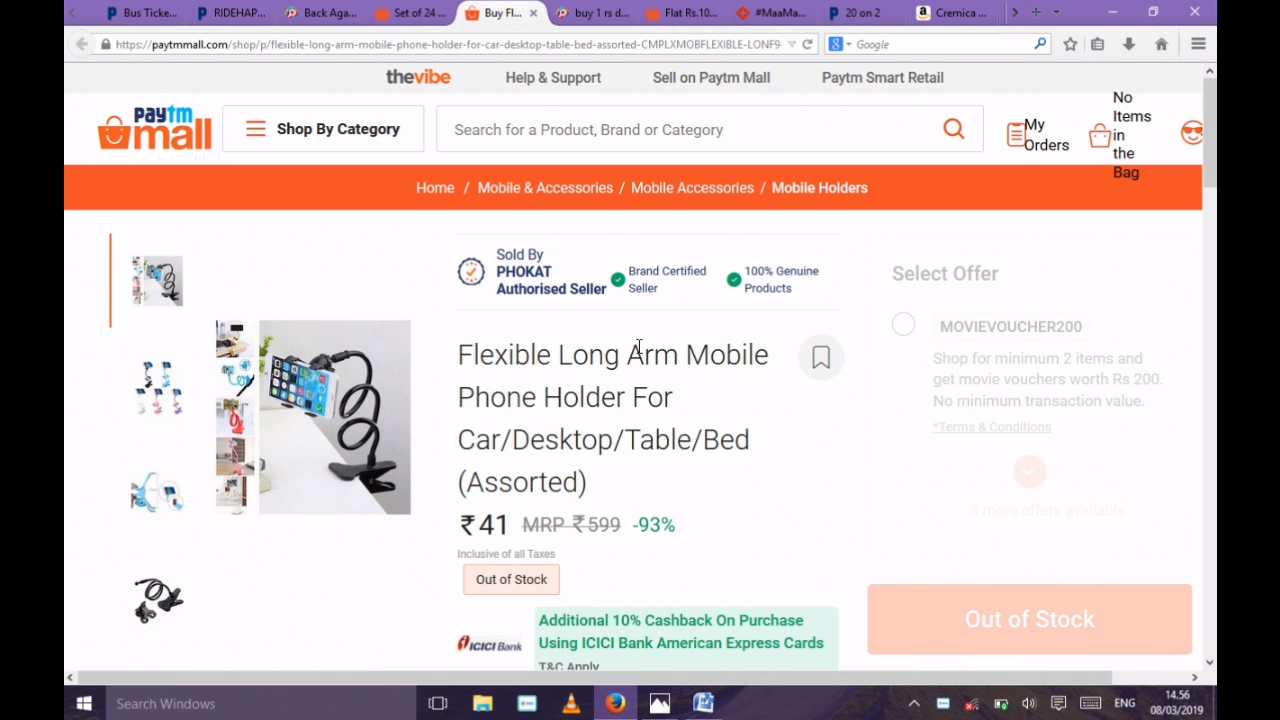 Bus Ticke...
RIDEHAP...
Back Aga...
Set of 24 ...
Buy Fl...
buy 1 rs d...
Flat Rs.10...
#MaaMa...
20 on 2
Cremica ...
https://paytmmall.com/shop/p/flexible-long-arm-mobile-phone-holder-for-car-desktop-table-bed-assorted-CMPLXMOBFLEXIBLE-LONF9-
Google
thevibe
Help & Support
Sell on Paytm Mall
Paytm Smart Retail
paytm
mall
Shop By Category
Search for a Product, Brand or Category
My
Orders
No
Items
in
the
Bag
Home / Mobile & Accessories / Mobile Accessories / Mobile Holders
Sold By
PHOKAT
Authorised Seller
Brand Certified
Seller
100% Genuine
Products
Flexible Long Arm Mobile
Phone Holder For
Car/Desktop/Table/Bed
(Assorted)
₹41 MRP ₹599 -93%
Inclusive of all Taxes
Out of Stock
ICICI Bank
Additional 10% Cashback On Purchase
Using ICICI Bank American Express Cards
T&C Apply
Select Offer
MOVIEVOUCHER200
Shop for minimum 2 items and
get movie vouchers worth Rs 200.
No minimum transaction value.
*Terms & Conditions
3 more offers available
Out of Stock
Search Windows
ENG
14.56
08/03/2019